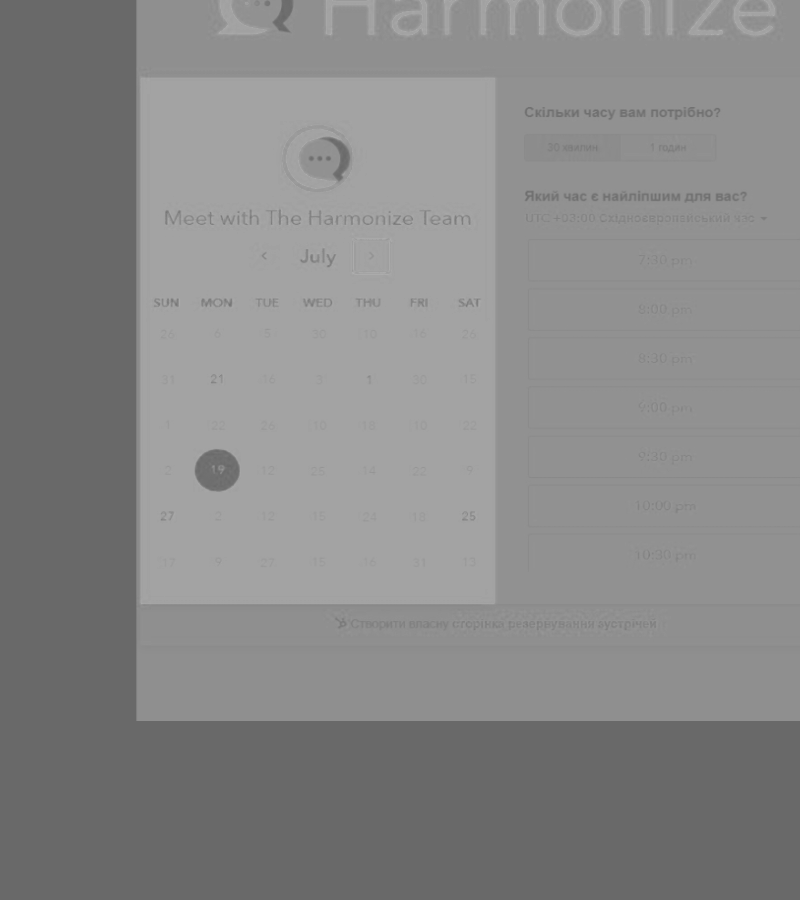 Harmonize
Meet with The Harmonize Team
July
SUN MON TUE WED THU FRI SAT
26 6 5 30 10 16 26
31 21 16 3 1 30 15
1 22 26 10 18 10 22
2 19 12 25 14 22 9
27 2 17 15 24 18 25
17 9 27 15 16 31 13
Скільки часу вам потрібно?
30 хвилин 1 годин
Який час є найліпшим для вас?
UTC +03:00 Східноєвропейський час
7:30 pm
8:00 pm
8:30 pm
9:00 pm
9:30 pm
10:00 pm
10:30 pm
Створити власну сторінка резервування зустрічей